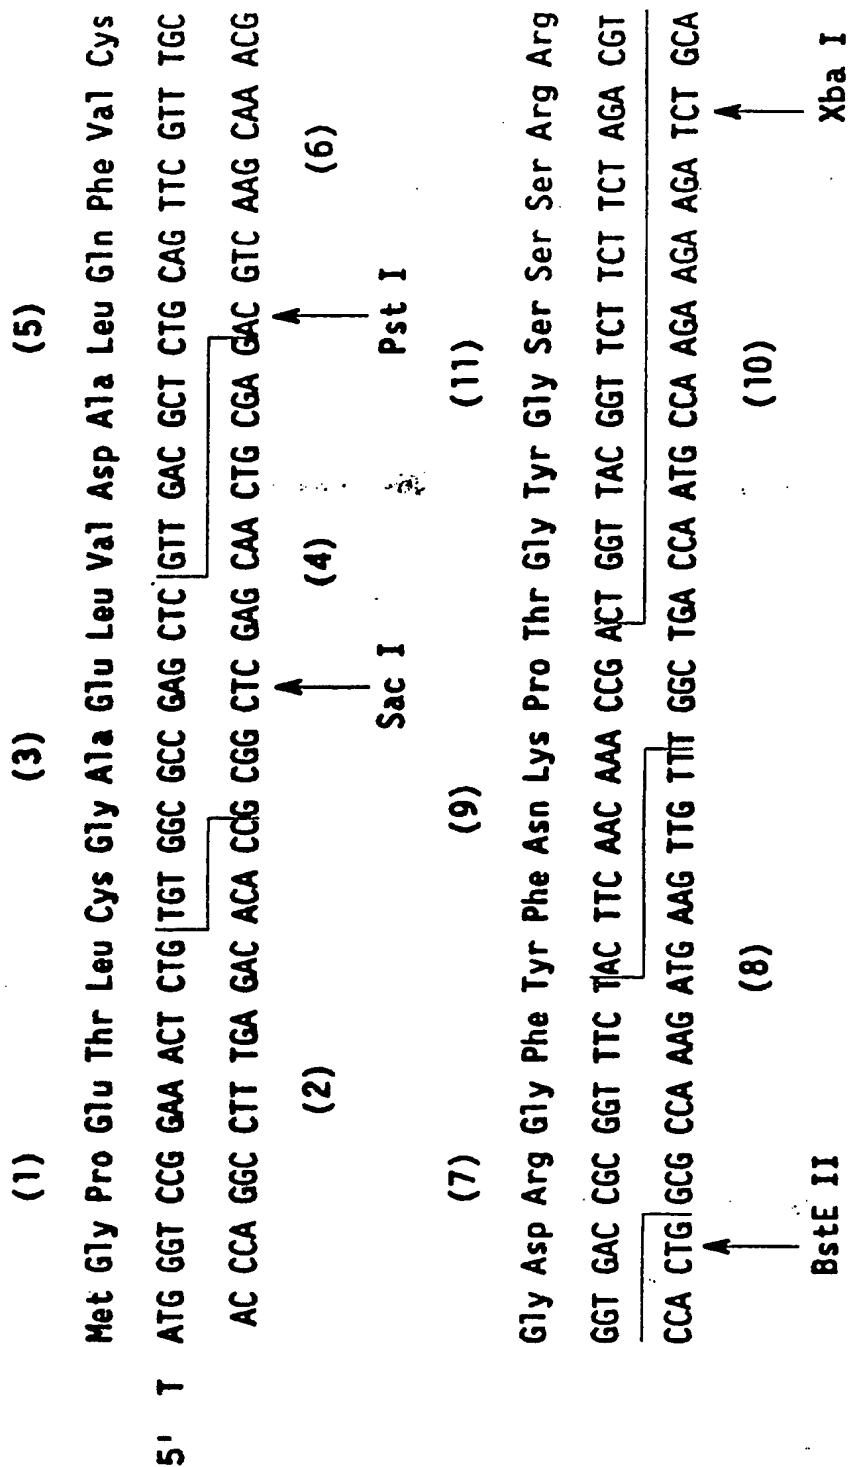 (1) (3) (5)
Met Gly Pro Glu Thr Leu Cys Gly Ala Glu Leu Val Asp Ala Leu Gln Phe Val Cys
5' T ATG GGT CCG GAA ACT CTG TGT GGC GCC GAG CTC GTT GAC GCT CTG CAG TTC GTT TGC
AC CCA GGC CTT TGA GAC ACA CCG CGG CTC GAG CAA CTG CGA GAC GTC AAG CAA ACG
(2) (4) (6)
Sac I Pst I
(7) (9) (11)
Gly Asp Arg Gly Phe Tyr Phe Asn Lys Pro Thr Gly Tyr Gly Ser Ser Ser Arg Arg
GGT GAC CGC GGT TTC TAC TTC AAC AAA CCG ACT GGT TAC GGT TCT TCT TCT AGA CGT
CCA CTG GCG CCA AAG ATG AAG TTG TTT GGC TGA CCA ATG CCA AGA AGA AGA TCT GCA
(8) (10)
BstE II Xba I